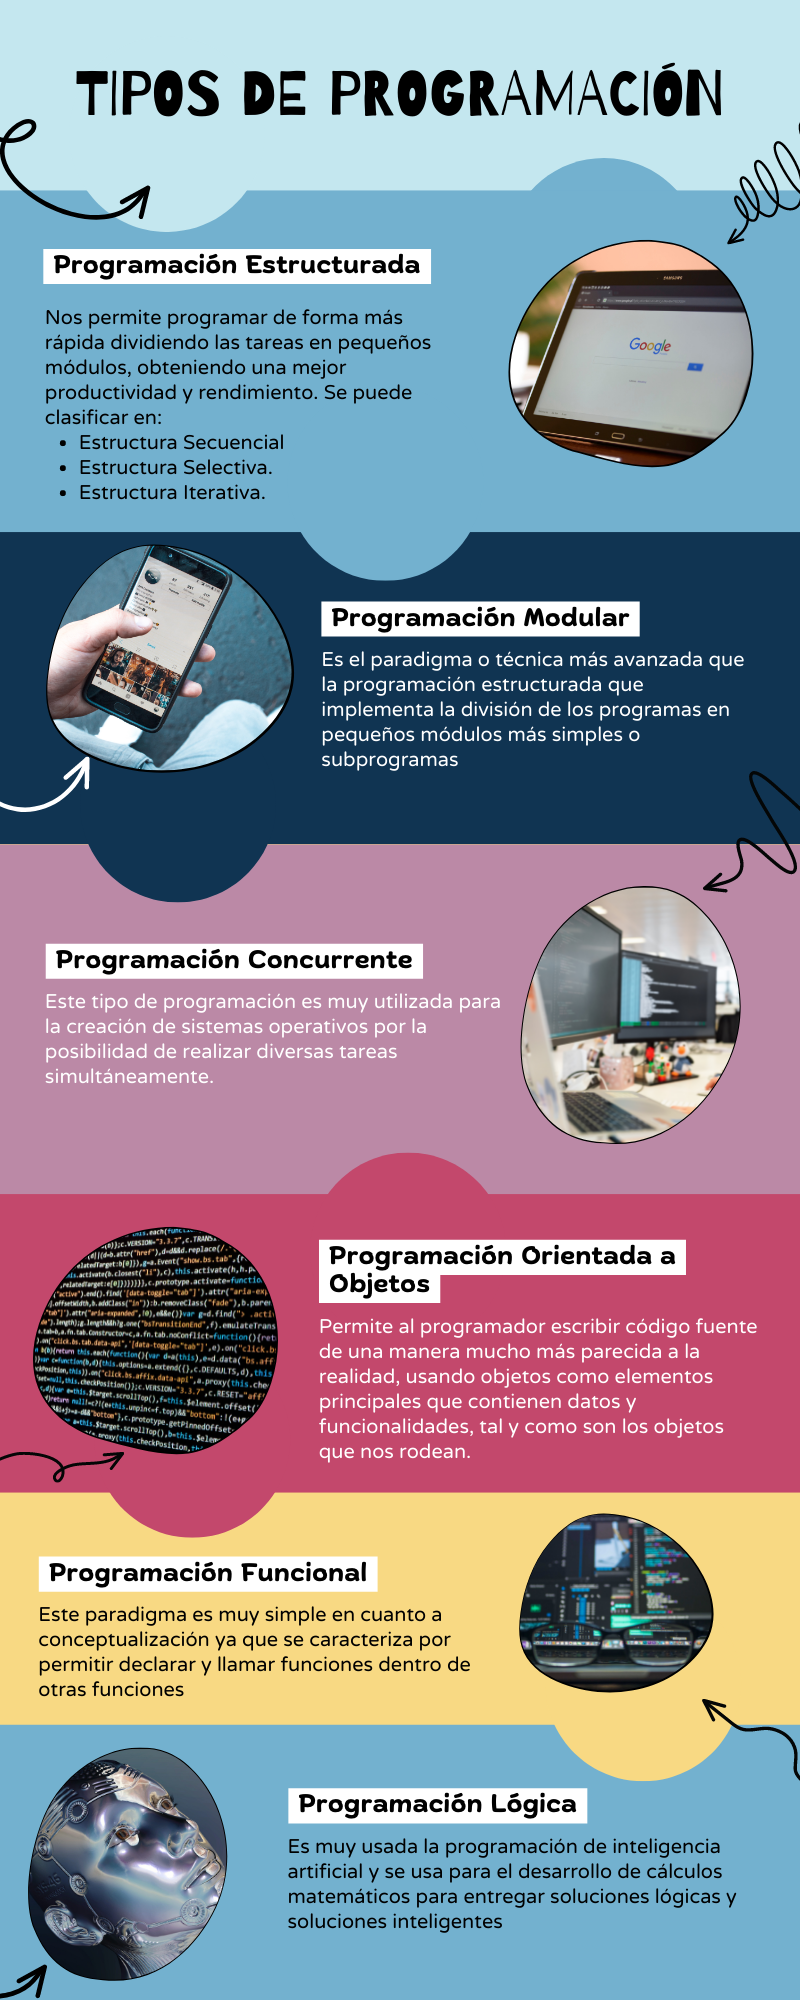 TIPOS DE PROGRAMACIÓN
Programación Estructurada
Nos permite programar de forma más
rápida dividiendo las tareas en pequeños
módulos, obteniendo una mejor
productividad y rendimiento. Se puede
clasificar en:
• Estructura Secuencial
• Estructura Selectiva.
• Estructura Iterativa.
SAMSUNG
Google
Programación Modular
Es el paradigma o técnica más avanzada que
la programación estructurada que
implementa la división de los programas en
pequeños módulos más simples o
subprogramas
Programación Concurrente
Este tipo de programación es muy utilizada para
la creación de sistemas operativos por la
posibilidad de realizar diversas tareas
simultáneamente.
Programación Orientada a
Objetos
Permite al programador escribir código fuente
de una manera mucho más parecida a la
realidad, usando objetos como elementos
principales que contienen datos y
funcionalidades, tal y como son los objetos
que nos rodean.
Programación Funcional
Este paradigma es muy simple en cuanto a
conceptualización ya que se caracteriza por
permitir declarar y llamar funciones dentro de
otras funciones
Programación Lógica
Es muy usada la programación de inteligencia
artificial y se usa para el desarrollo de cálculos
matemáticos para entregar soluciones lógicas y
soluciones inteligentes